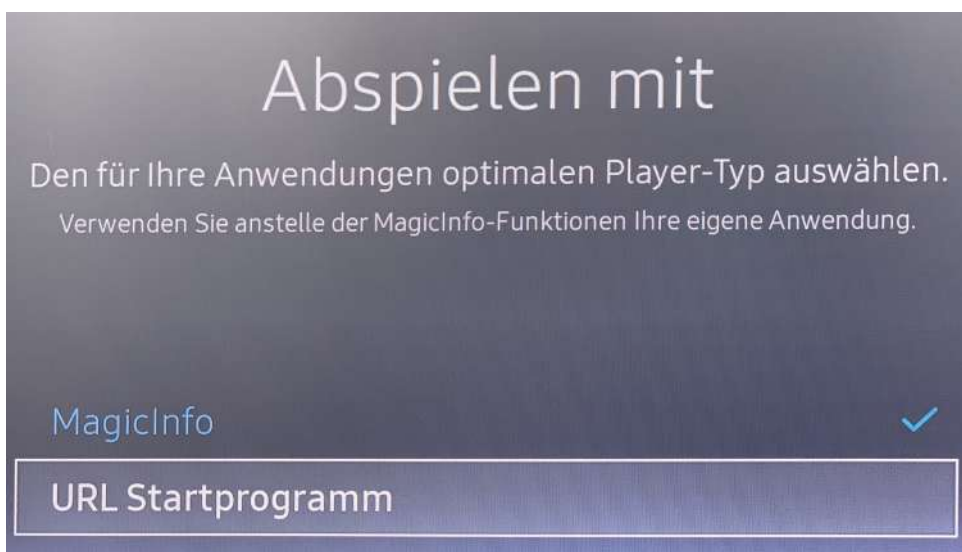 Abspielen mit
Den für Ihre Anwendungen optimalen Player-Typ auswählen.
Verwenden Sie anstelle der MagicInfo-Funktionen Ihre eigene Anwendung.
MagicInfo
URL Startprogramm